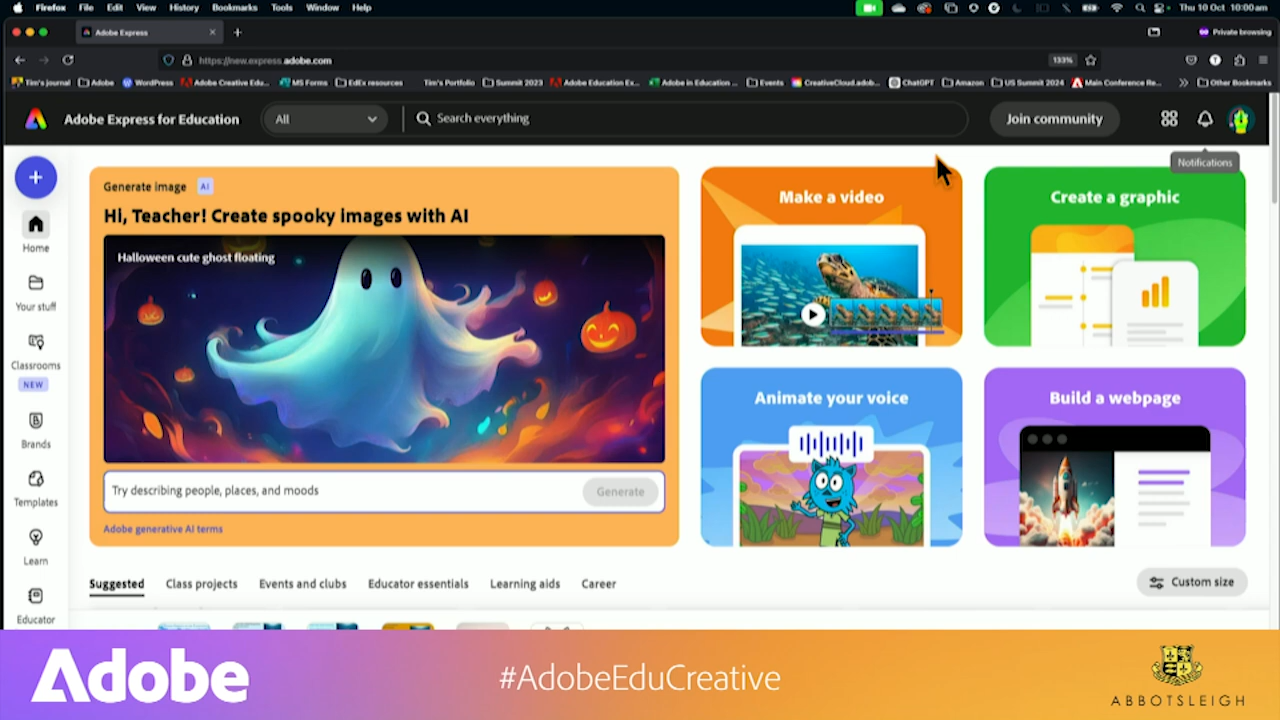 Firefox File Edit View History Bookmarks Tools Window Help Thu 10 Oct 10:00am
Adobe Express Private browsing
https://new.express.adobe.com 133%
Tim's journal Adobe WordPress Adobe Creative Edu... MS Forms EdEx resources Tim's Portfolio Summit 2023 Adobe Education Ex... Adobe in Education ... Events CreativeCloud.adob... ChatGPT Amazon US Summit 2024 Main Conference Re... Other Bookmarks
Adobe Express for Education All Search everything Join community
Notifications
Home
Your stuff
Classrooms
NEW
Brands
Templates
Learn
Educator
Generate image AI
Hi, Teacher! Create spooky images with AI
Halloween cute ghost floating
Try describing people, places, and moods Generate
Adobe generative AI terms
Make a video
Create a graphic
Animate your voice
Build a webpage
Suggested Class projects Events and clubs Educator essentials Learning aids Career Custom size
Adobe #AdobeEduCreative ABBOTSLEIGH